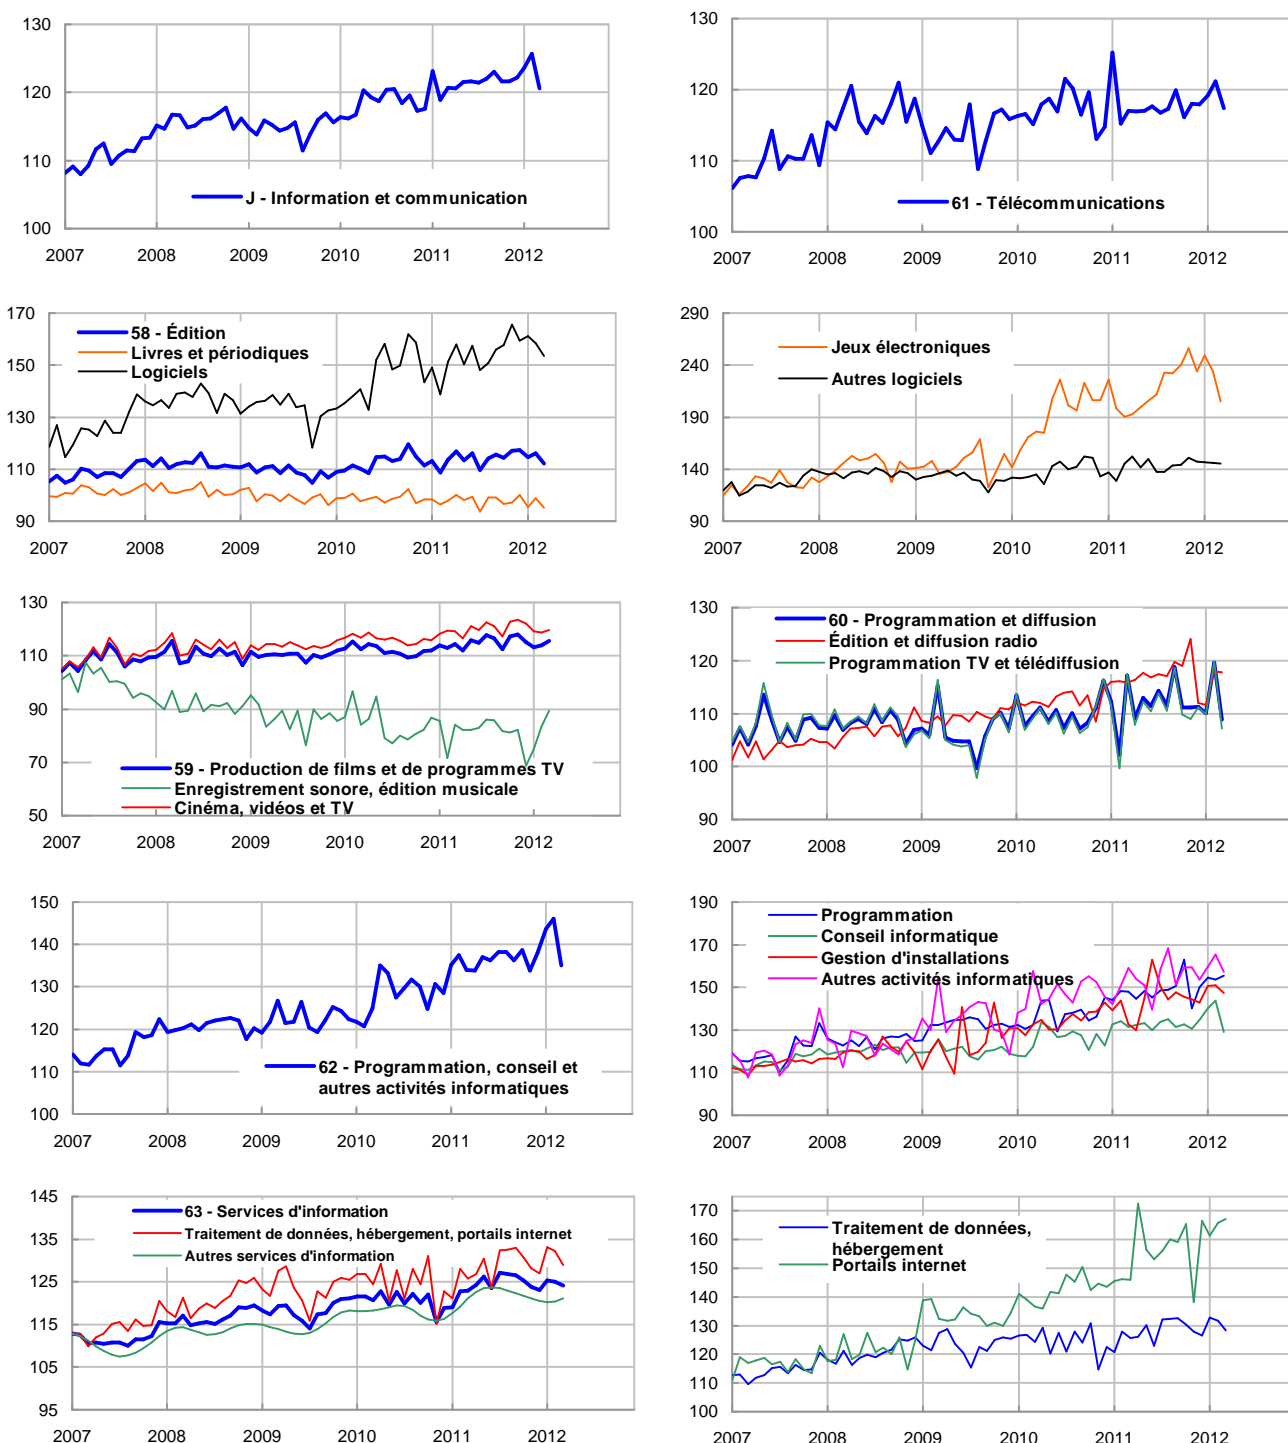 130
120
110
100
J - Information et communication
2007 2008 2009 2010 2011 2012
130
120
110
100
61 - Télécommunications
2007 2008 2009 2010 2011 2012
170
150
130
110
90
58 - Édition
Livres et périodiques
Logiciels
2007 2008 2009 2010 2011 2012
290
240
190
140
90
Jeux électroniques
Autres logiciels
2007 2008 2009 2010 2011 2012
130
110
90
70
50
59 - Production de films et de programmes TV
Enregistrement sonore, édition musicale
Cinéma, vidéos et TV
2007 2008 2009 2010 2011 2012
130
120
110
100
90
60 - Programmation et diffusion
Édition et diffusion radio
Programmation TV et télédiffusion
2007 2008 2009 2010 2011 2012
150
140
130
120
110
100
62 - Programmation, conseil et
autres activités informatiques
2007 2008 2009 2010 2011 2012
190
170
150
130
110
90
Programmation
Conseil informatique
Gestion d'installations
Autres activités informatiques
2007 2008 2009 2010 2011 2012
145
135
125
115
105
95
63 - Services d'information
Traitement de données, hébergement, portails internet
Autres services d'information
2007 2008 2009 2010 2011 2012
170
160
150
140
130
120
110
100
Traitement de données,
hébergement
Portails internet
2007 2008 2009 2010 2011 2012